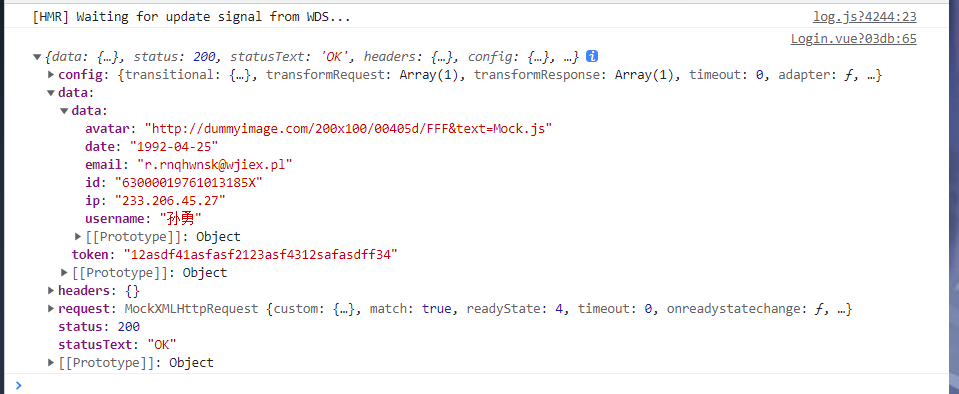 [HMR] Waiting for update signal from WDS... log.js?4244:23
Login.vue?03db:65
{data: {…}, status: 200, statusText: 'OK', headers: {…}, config: {…}, …} i
config: {transitional: {…}, transformRequest: Array(1), transformResponse: Array(1), timeout: 0, adapter: ƒ, …}
data:
data:
avatar: "http://dummyimage.com/200x100/00405d/FFF&text=Mock.js"
date: "1992-04-25"
email: "r.rnqhwnsk@wjiex.pl"
id: "63000019761013185X"
ip: "233.206.45.27"
username: "孙勇"
[[Prototype]]: Object
token: "12asdf41asfasf2123asf4312safasdff34"
[[Prototype]]: Object
headers: {}
request: MockXMLHttpRequest {custom: {…}, match: true, readyState: 4, timeout: 0, onreadystatechange: ƒ, …}
status: 200
statusText: "OK"
[[Prototype]]: Object